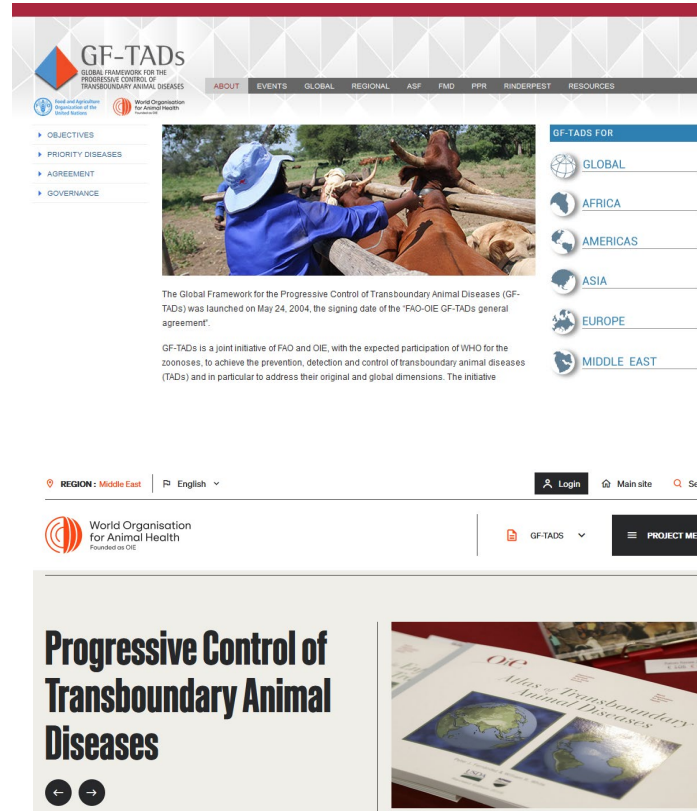 GF-TADs
GLOBAL FRAMEWORK FOR THE
PROGRESSIVE CONTROL OF
TRANSBOUNDARY ANIMAL DISEASES
Food and Agriculture
Organization of the
United Nations
World Organisation
for Animal Health
Founded as OIE
ABOUT EVENTS GLOBAL REGIONAL ASF FMD PPR RINDERPEST RESOURCES
OBJECTIVES
PRIORITY DISEASES
AGREEMENT
GOVERNANCE
The Global Framework for the Progressive Control of Transboundary Animal Diseases (GF-
TADs) was launched on May 24, 2004, the signing date of the "FAO-OIE GF-TADs general
agreement".
GF-TADs is a joint initiative of FAO and OIE, with the expected participation of WHO for the
zoonoses, to achieve the prevention, detection and control of transboundary animal diseases
(TADs) and in particular to address their original and global dimensions. The initiative
GF-TADS FOR
GLOBAL
AFRICA
AMERICAS
ASIA
EUROPE
MIDDLE EAST
REGION : Middle East English Login Main site Se
World Organisation
for Animal Health
Founded as OIE
GF-TADS PROJECT ME
Progressive Control of
Transboundary Animal
Diseases
OIE
Atlas of Transboundary
Animal Diseases
USDA